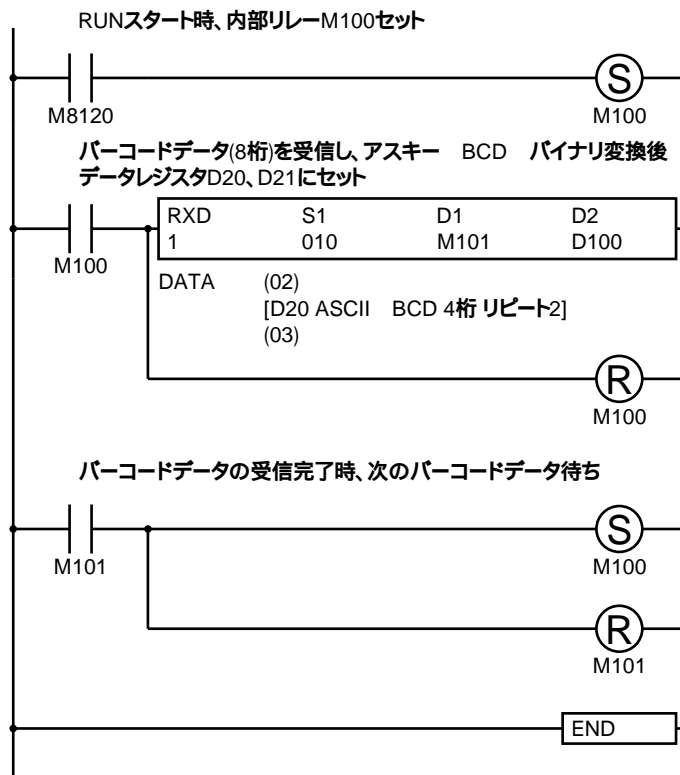 RUNスタート時、内部リレーM100セット
S
M8120 M100
バーコードデータ(8桁)を受信し、アスキー BCD バイナリ変換後
データレジスタD20、D21にセット
RXD S1 D1 D2
1 010 M101 D100
M100
DATA (02)
[D20 ASCII BCD 4桁 リピート2]
(03)
R
M100
バーコードデータの受信完了時、次のバーコードデータ待ち
S
M101 M100
R
M101
END